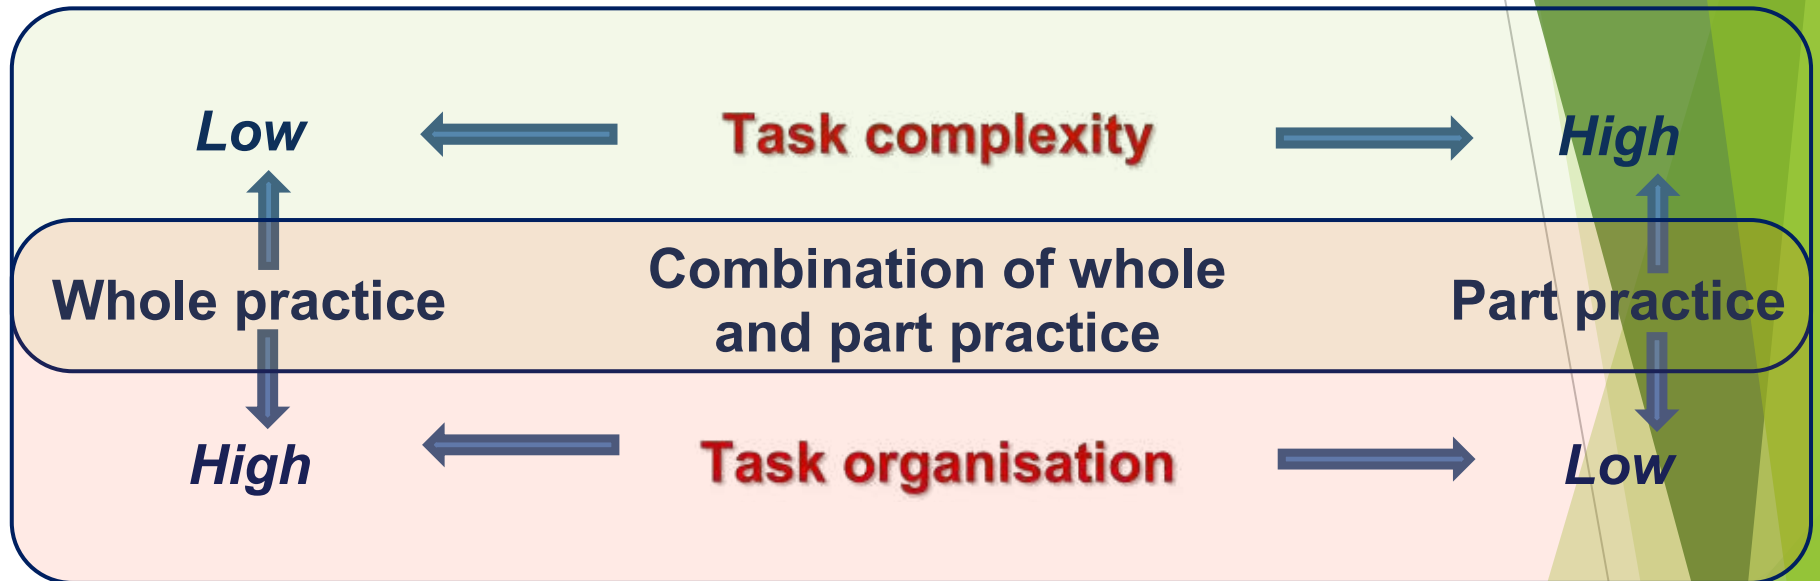 Low
Task complexity
High
Whole practice
Combination of whole
and part practice
Part practice
High
Task organisation
Low